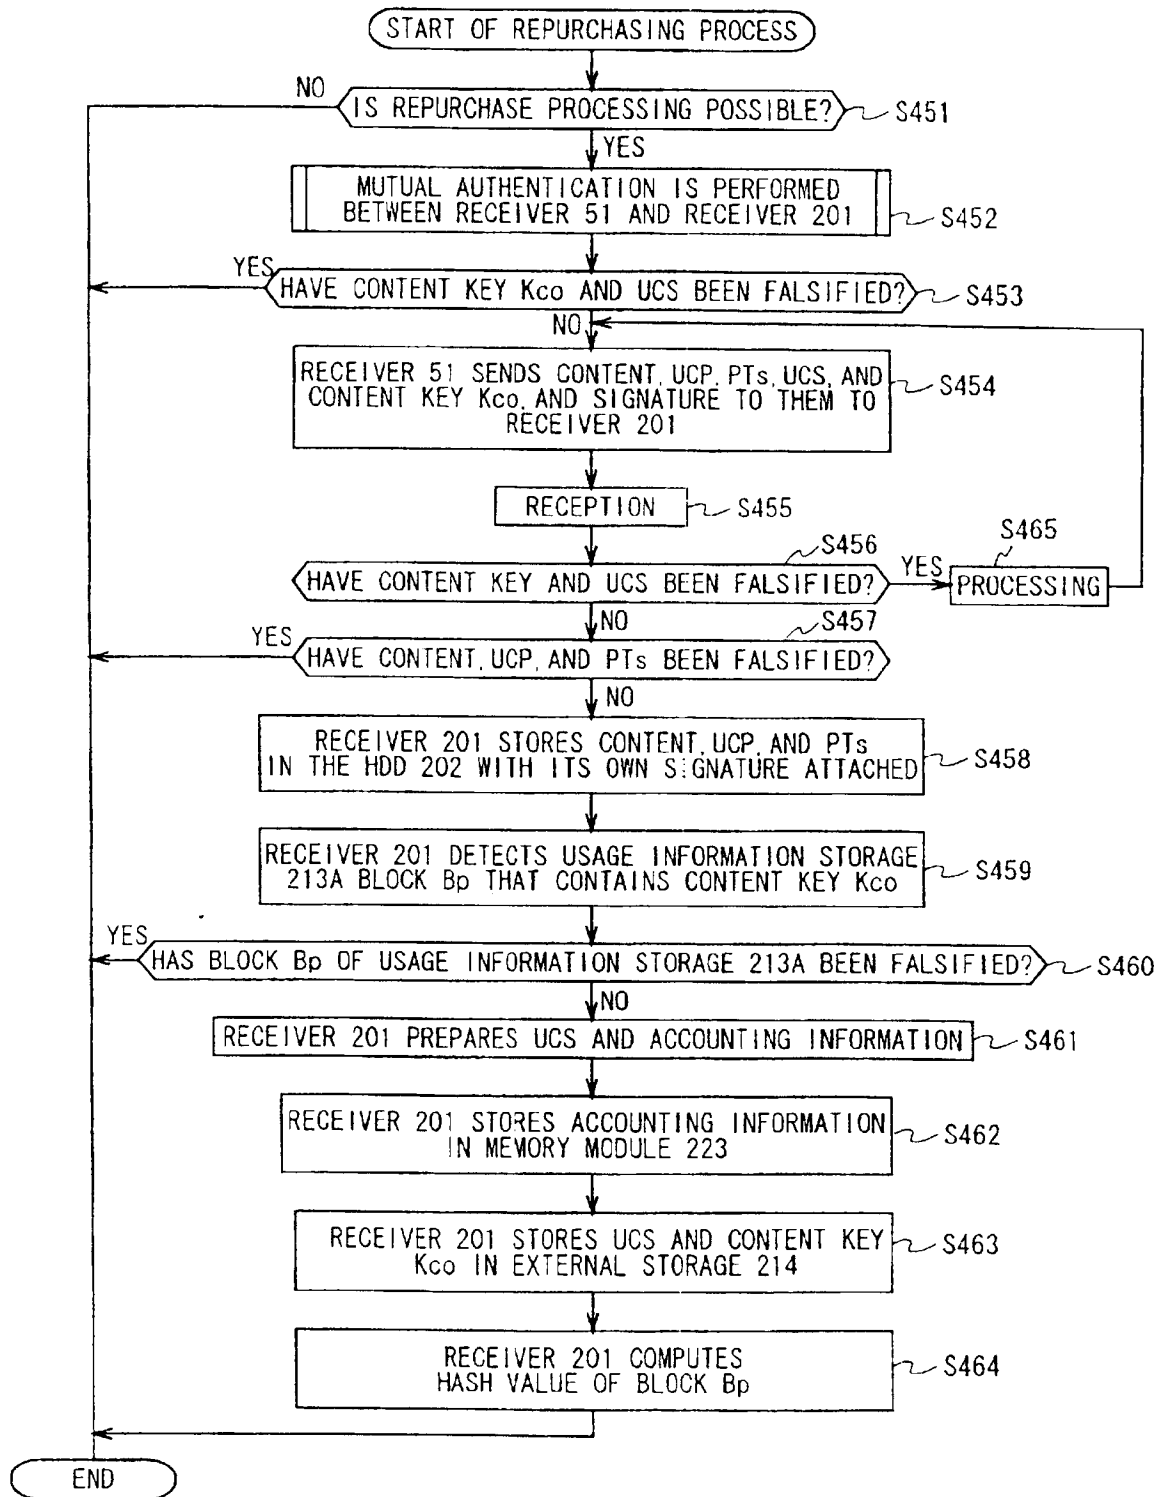 START OF REPURCHASING PROCESS
NO
IS REPURCHASE PROCESSING POSSIBLE?
S451
YES
MUTUAL AUTHENTICATION IS PERFORMED
BETWEEN RECEIVER 51 AND RECEIVER 201
S452
YES
HAVE CONTENT KEY Kco AND UCS BEEN FALSIFIED?
S453
NO
RECEIVER 51 SENDS CONTENT, UCP, PTs, UCS, AND
CONTENT KEY Kco, AND SIGNATURE TO THEM TO
RECEIVER 201
S454
RECEPTION
S455
S456
HAVE CONTENT KEY AND UCS BEEN FALSIFIED?
YES
S465
PROCESSING
NO
S457
YES
HAVE CONTENT, UCP, AND PTs BEEN FALSIFIED?
NO
RECEIVER 201 STORES CONTENT, UCP, AND PTs
IN THE HDD 202 WITH ITS OWN SIGNATURE ATTACHED
S458
RECEIVER 201 DETECTS USAGE INFORMATION STORAGE
213A BLOCK Bp THAT CONTAINS CONTENT KEY Kco
S459
YES
HAS BLOCK Bp OF USAGE INFORMATION STORAGE 213A BEEN FALSIFIED?
S460
NO
RECEIVER 201 PREPARES UCS AND ACCOUNTING INFORMATION
S461
RECEIVER 201 STORES ACCOUNTING INFORMATION
IN MEMORY MODULE 223
S462
RECEIVER 201 STORES UCS AND CONTENT KEY
Kco IN EXTERNAL STORAGE 214
S463
RECEIVER 201 COMPUTES
HASH VALUE OF BLOCK Bp
S464
END